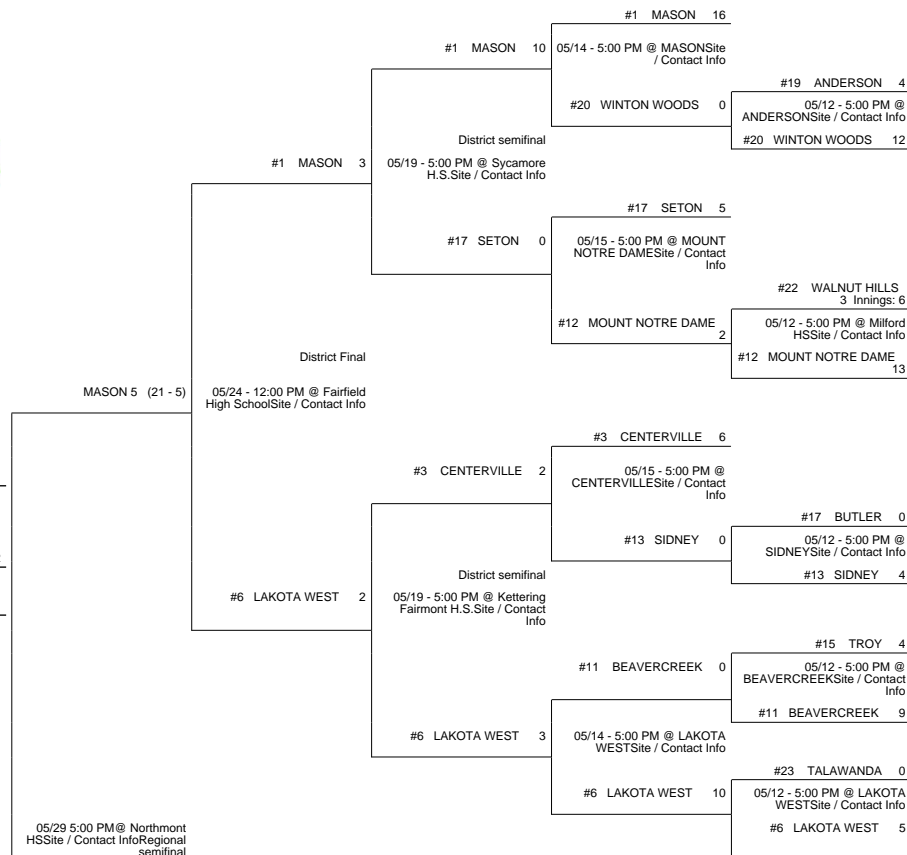 #1 MASON 16
#1 MASON 10
05/14 - 5:00 PM @ MASONSite
/ Contact Info
#19 ANDERSON 4
#20 WINTON WOODS 0
05/12 - 5:00 PM @
ANDERSONSite / Contact Info
District semifinal
#20 WINTON WOODS 12
#1 MASON 3
05/19 - 5:00 PM @ Sycamore
H.S.Site / Contact Info
#17 SETON 5
#17 SETON 0
05/15 - 5:00 PM @ MOUNT
NOTRE DAMESite / Contact
Info
#22 WALNUT HILLS
3 Innings: 6
#12 MOUNT NOTRE DAME
2
05/12 - 5:00 PM @ Milford
HSSite / Contact Info
District Final
#12 MOUNT NOTRE DAME
13
MASON 5 (21 - 5)
05/24 - 12:00 PM @ Fairfield
High SchoolSite / Contact Info
#3 CENTERVILLE 6
#3 CENTERVILLE 2
05/15 - 5:00 PM @
CENTERVILLESite / Contact
Info
#17 BUTLER 0
#13 SIDNEY 0
05/12 - 5:00 PM @
SIDNEYSite / Contact Info
District semifinal
#13 SIDNEY 4
#6 LAKOTA WEST 2
05/19 - 5:00 PM @ Kettering
Fairmont H.S.Site / Contact
Info
#15 TROY 4
#11 BEAVERCREEK 0
05/12 - 5:00 PM @
BEAVERCREEKSite / Contact
Info
#11 BEAVERCREEK 9
#6 LAKOTA WEST 3
05/14 - 5:00 PM @ LAKOTA
WESTSite / Contact Info
#23 TALAWANDA 0
#6 LAKOTA WEST 10
05/12 - 5:00 PM @ LAKOTA
WESTSite / Contact Info
#6 LAKOTA WEST 5
05/29 5:00 PM@ Northmont
HSSite / Contact InfoRegional
semifinal